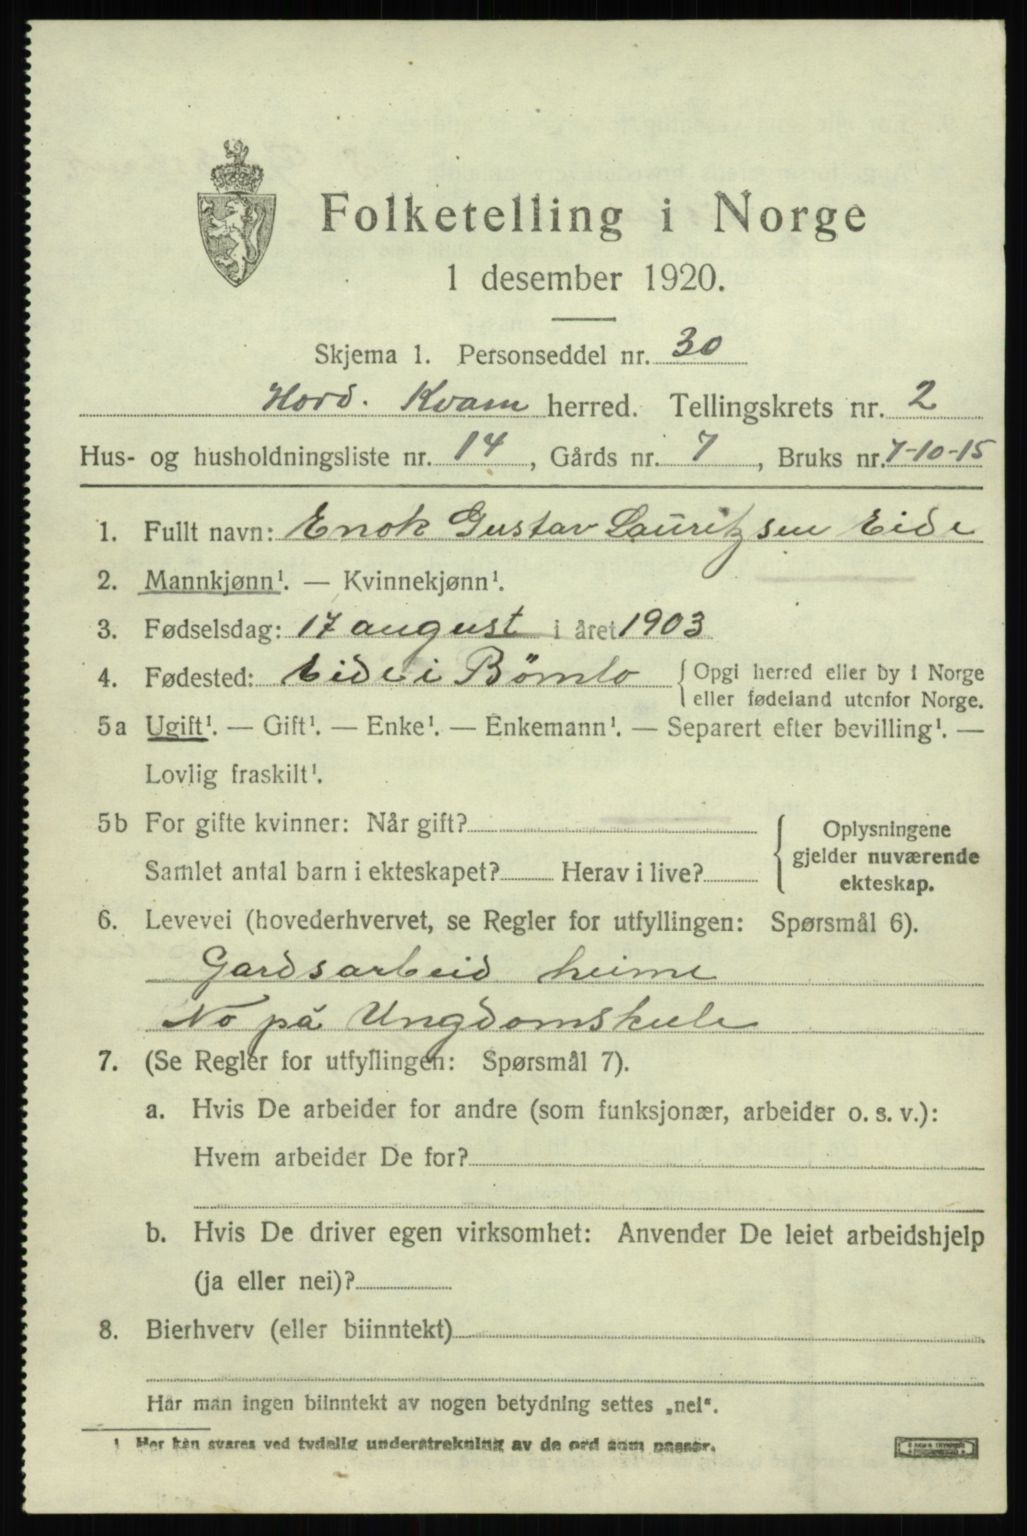 Folketelling i Norge
1 desember 1920.
Skjema 1. Personseddel nr. 30
Hord. Kvam herred. Tellingskrets nr. 2
Hus- og husholdningsliste nr. 14, Gårds nr. 7, Bruks nr. 7-10-15
1. Fullt navn: Enok Gustav Lauritzsen Eide
2. Mannkjønn¹. — Kvinnekjønn¹.
3. Fødselsdag: 17 august i året 1903
4. Fødested: Eide i Bömlo { Opgi herred eller by i Norge
eller fødeland utenfor Norge.
5a Ugift¹. — Gift¹. — Enke¹. — Enkemann¹. — Separert efter bevilling¹. —
Lovlig fraskilt¹.
5b For gifte kvinner: Når gift?
Samlet antal barn i ekteskapet? Herav i live?
{ Oplysningene
gjelder nuværende
ekteskap.
6. Levevei (hovederhvervet, se Regler for utfyllingen: Spørsmål 6).
Gardsarbeid heime
No på Ungdomskule
7. (Se Regler for utfyllingen: Spørsmål 7).
a. Hvis De arbeider for andre (som funksjonær, arbeider o. s. v.):
Hvem arbeider De for?
b. Hvis De driver egen virksomhet: Anvender De leiet arbeidshjelp
(ja eller nei)?
8. Bierhverv (eller biinntekt)
Har man ingen biinntekt av nogen betydning settes „nei".
¹ Her kan svares ved tydelig understrekning av de ord som passer.